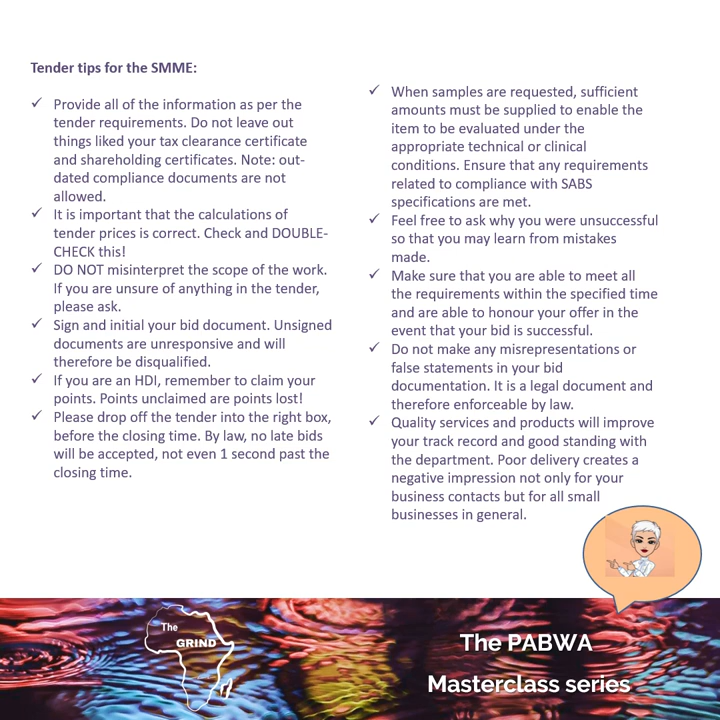 Tender tips for the SMME:
✓ Provide all of the information as per the
tender requirements. Do not leave out
things liked your tax clearance certificate
and shareholding certificates. Note: out-
dated compliance documents are not
allowed.
✓ It is important that the calculations of
tender prices is correct. Check and DOUBLE-
CHECK this!
✓ DO NOT misinterpret the scope of the work.
If you are unsure of anything in the tender,
please ask.
✓ Sign and initial your bid document. Unsigned
documents are unresponsive and will
therefore be disqualified.
✓ If you are an HDI, remember to claim your
points. Points unclaimed are points lost!
✓ Please drop off the tender into the right box,
before the closing time. By law, no late bids
will be accepted, not even 1 second past the
closing time.
✓ When samples are requested, sufficient
amounts must be supplied to enable the
item to be evaluated under the
appropriate technical or clinical
conditions. Ensure that any requirements
related to compliance with SABS
specifications are met.
✓ Feel free to ask why you were unsuccessful
so that you may learn from mistakes
made.
✓ Make sure that you are able to meet all
the requirements within the specified time
and are able to honour your offer in the
event that your bid is successful.
✓ Do not make any misrepresentations or
false statements in your bid
documentation. It is a legal document and
therefore enforceable by law.
✓ Quality services and products will improve
your track record and good standing with
the department. Poor delivery creates a
negative impression not only for your
business contacts but for all small
businesses in general.
The
GRIND
The PABWA
Masterclass series